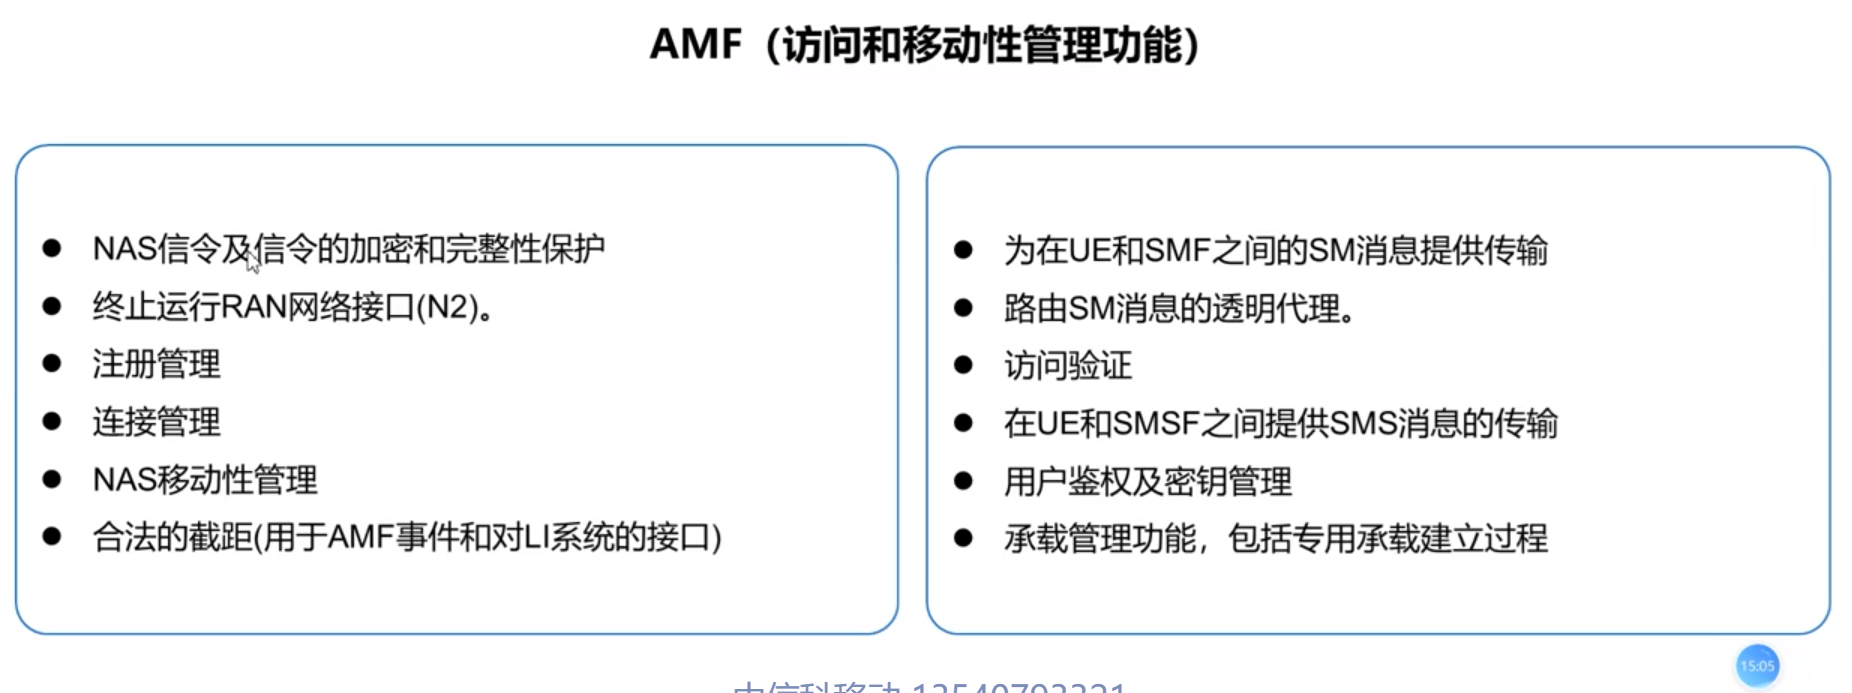 AMF（访问和移动性管理功能）
● NAS信令及信令的加密和完整性保护
● 终止运行RAN网络接口(N2)。
● 注册管理
● 连接管理
● NAS移动性管理
● 合法的截距(用于AMF事件和对LI系统的接口)
● 为在UE和SMF之间的SM消息提供传输
● 路由SM消息的透明代理。
● 访问验证
● 在UE和SMSF之间提供SMS消息的传输
● 用户鉴权及密钥管理
● 承载管理功能，包括专用承载建立过程
15:05
中信科移动 13540793321